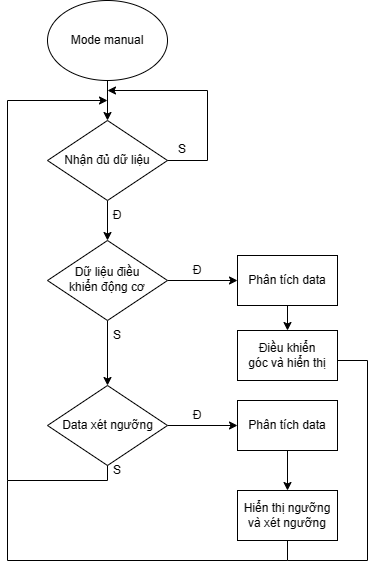 Mode manual
Nhận đủ dữ liệu
S
Đ
Dữ liệu điều
khiển động cơ
Đ
Phân tích data
S
Điều khiển
góc và hiển thị
Data xét ngưỡng
Đ
Phân tích data
S
Hiển thị ngưỡng
và xét ngưỡng